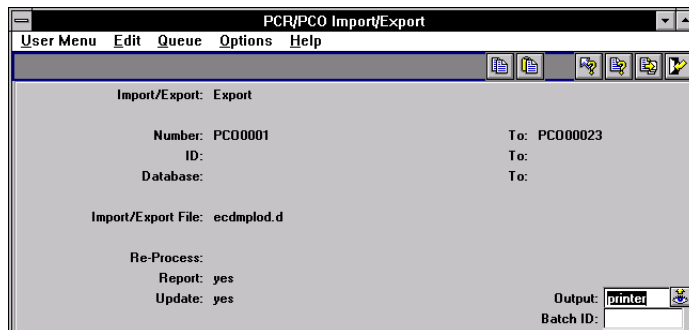 PCR/PCO Import/Export
User Menu Edit Queue Options Help
Import/Export: Export
Number: PCO0001 To: PCO00023
ID: To:
Database: To:
Import/Export File: ecdmplod.d
Re-Process:
Report: yes
Update: yes Output: printer
Batch ID: